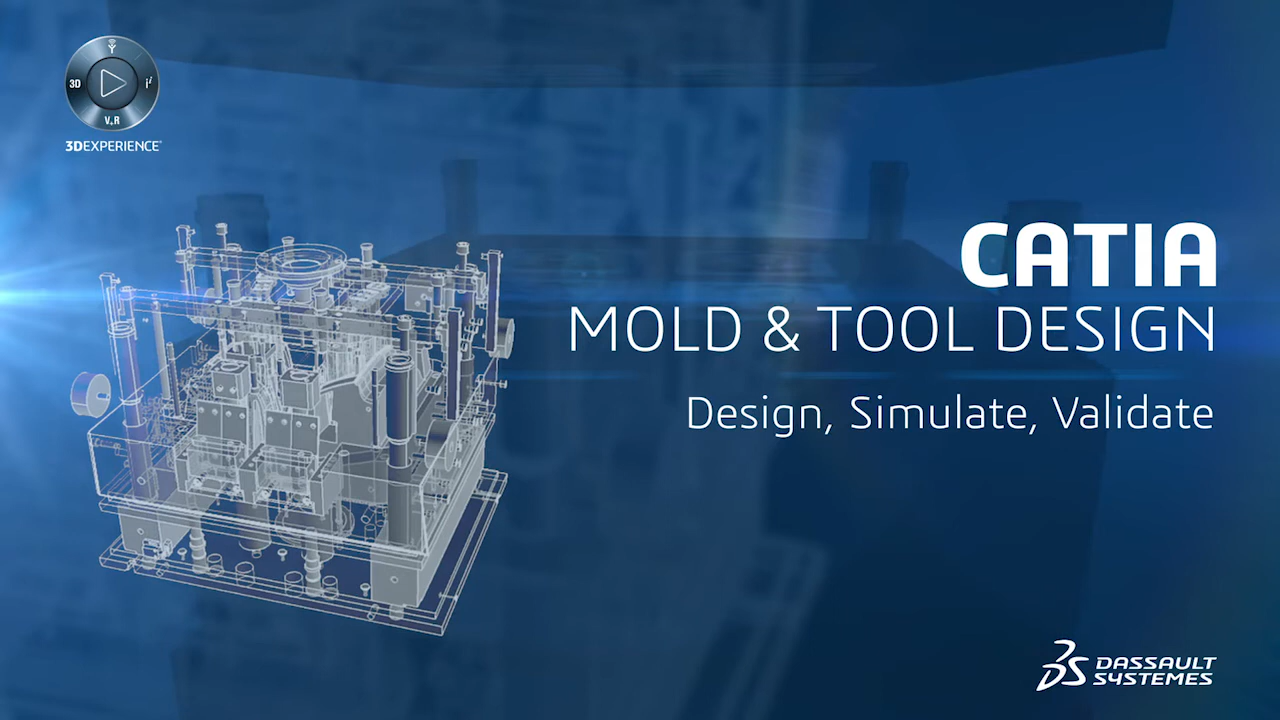 3D
i
V,R
3DEXPERIENCE
CATIA
MOLD & TOOL DESIGN
Design, Simulate, Validate
DASSAULT
SYSTEMES